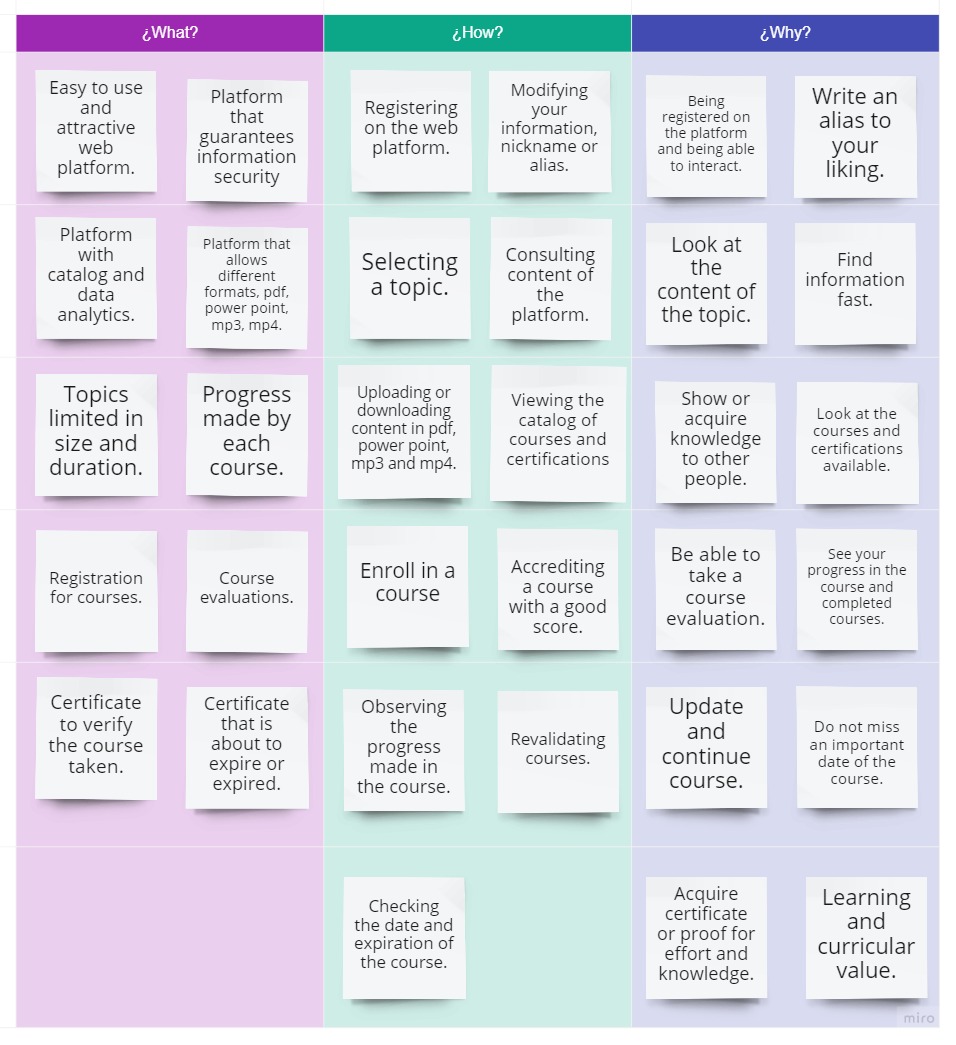 ¿What?
¿How?
¿Why?
Easy to use
and
attractive
web
platform.
Platform
that
guarantees
information
security
Registering
on the web
platform.
Modifying
your
information,
nickname or
alias.
Being
registered on
the platform
and being able
to interact.
Write an
alias to
your
liking.
Platform
with
catalog and
data
analytics.
Platform that
allows
different
formats, pdf,
power point,
mp3, mp4.
Selecting
a topic.
Consulting
content of
the
platform.
Look at
the
content of
the topic.
Find
information
fast.
Topics
limited in
size and
duration.
Progress
made by
each
course.
Uploading or
downloading
content in pdf,
power point,
mp3 and mp4.
Viewing the
catalog of
courses and
certifications
Show or
acquire
knowledge
to other
people.
Look at the
courses and
certifications
available.
Registration
for courses.
Course
evaluations.
Enroll in a
course
Accrediting
a course
with a good
score.
Be able to
take a
course
evaluation.
See your
progress in the
course and
completed
courses.
Certificate
to verify
the course
taken.
Certificate
that is
about to
expire or
expired.
Observing
the
progress
made in
the course.
Revalidating
courses.
Update
and
continue
course.
Do not miss
an important
date of the
course.
Checking
the date and
expiration of
the course.
Acquire
certificate
or proof for
effort and
knowledge.
Learning
and
curricular
value.
miro